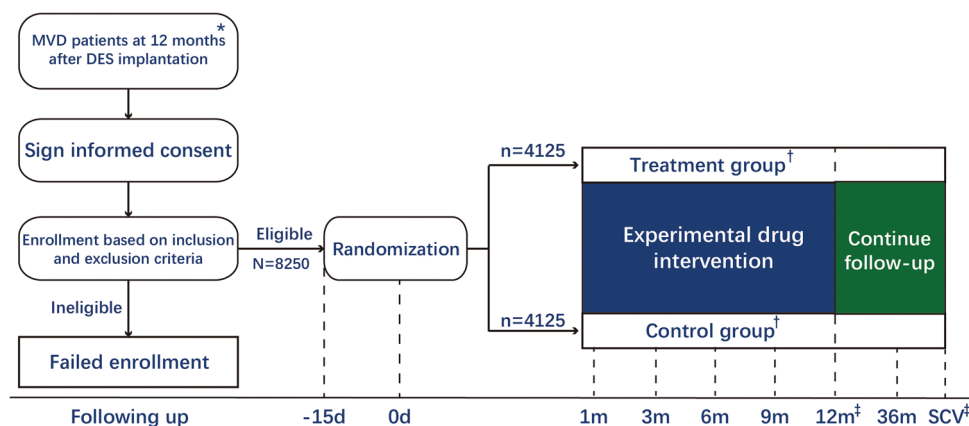 MVD patients at 12 months*
after DES implantation
Sign informed consent
Enrollment based on inclusion
and exclusion criteria
Eligible
N=8250
Randomization
Ineligible
Failed enrollment
n=4125
Treatment group†
Experimental drug
intervention
Continue
follow-up
n=4125
Control group†
Following up
-15d
0d
1m
3m
6m
9m
12m‡
36m
SCV‡